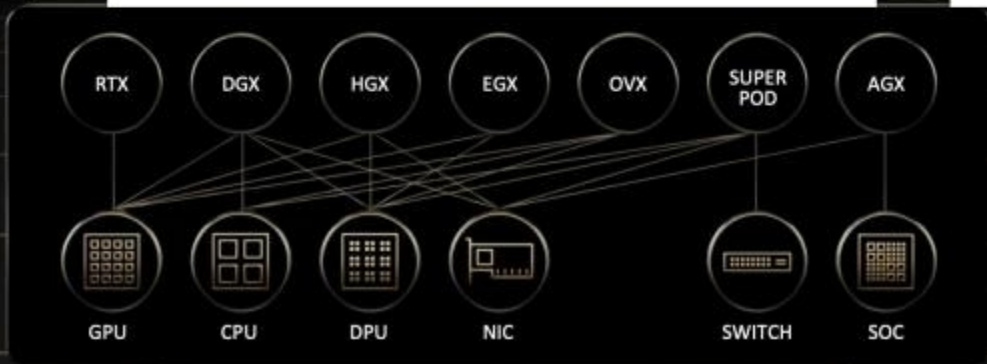 RTX
DGX
HGX
EGX
OVX
SUPER
POD
AGX
GPU
CPU
DPU
NIC
SWITCH
SOC